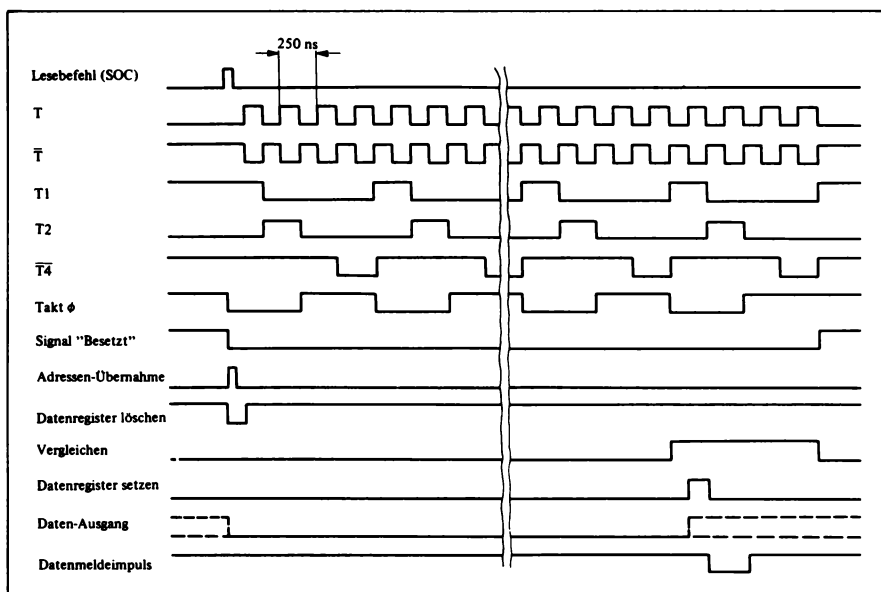 250 ns
Lesebefehl (SOC)
T
T̅
T1
T2
T̅4̅
Takt ϕ
Signal "Besetzt"
Adressen-Übernahme
Datenregister löschen
Vergleichen
Datenregister setzen
Daten-Ausgang
Datenmeldeimpuls